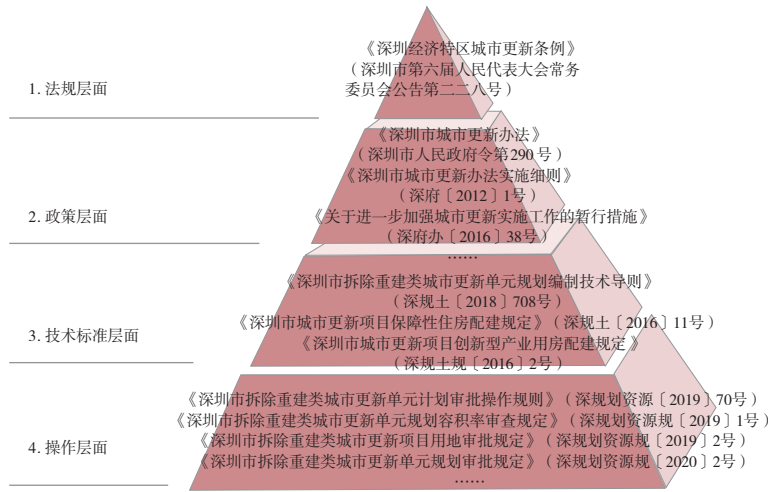 《深圳经济特区城市更新条例》
（深圳市第六届人民代表大会常务
委员会公告第二二八号）
1. 法规层面
《深圳市城市更新办法》
（深圳市人民政府令第290号）
《深圳市城市更新办法实施细则》
（深府〔2012〕1号）
2. 政策层面
《关于进一步加强城市更新实施工作的暂行措施》
（深府办〔2016〕38号）
……
《深圳市拆除重建类城市更新单元规划编制技术导则》
（深规土〔2018〕708号）
《深圳市城市更新项目保障性住房配建规定》（深规土〔2016〕11号）
3. 技术标准层面
《深圳市城市更新项目创新型产业用房配建规定》
（深规土规〔2016〕2号）
《深圳市拆除重建类城市更新单元计划审批操作规则》（深规划资源〔2019〕70号）
《深圳市拆除重建类城市更新单元规划容积率审查规定》（深规划资源规〔2019〕1号）
《深圳市拆除重建类城市更新项目用地审批规定》（深规划资源规〔2019〕2号）
4. 操作层面
《深圳市拆除重建类城市更新单元规划审批规定》（深规划资源规〔2020〕2号）
……